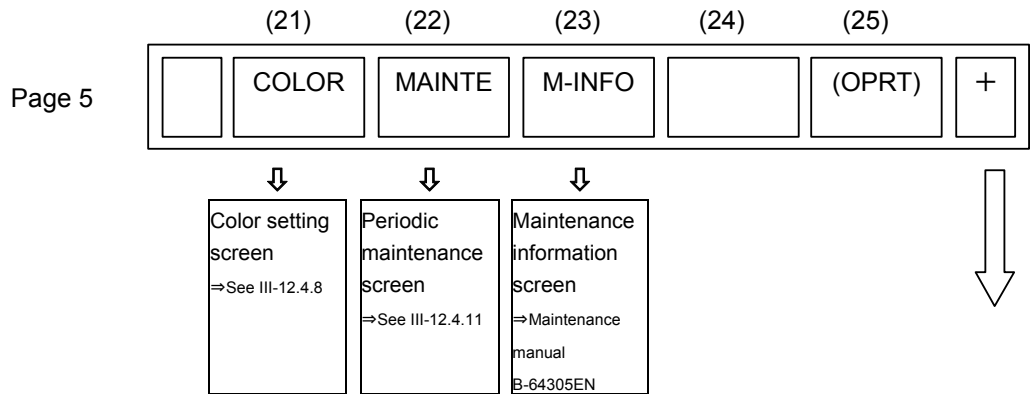 (21) (22) (23) (24) (25)
Page 5
COLOR MAINTE M-INFO (OPRT) +
Color setting
screen
⇒See III-12.4.8
Periodic
maintenance
screen
⇒See III-12.4.11
Maintenance
information
screen
⇒Maintenance
manual
B-64305EN